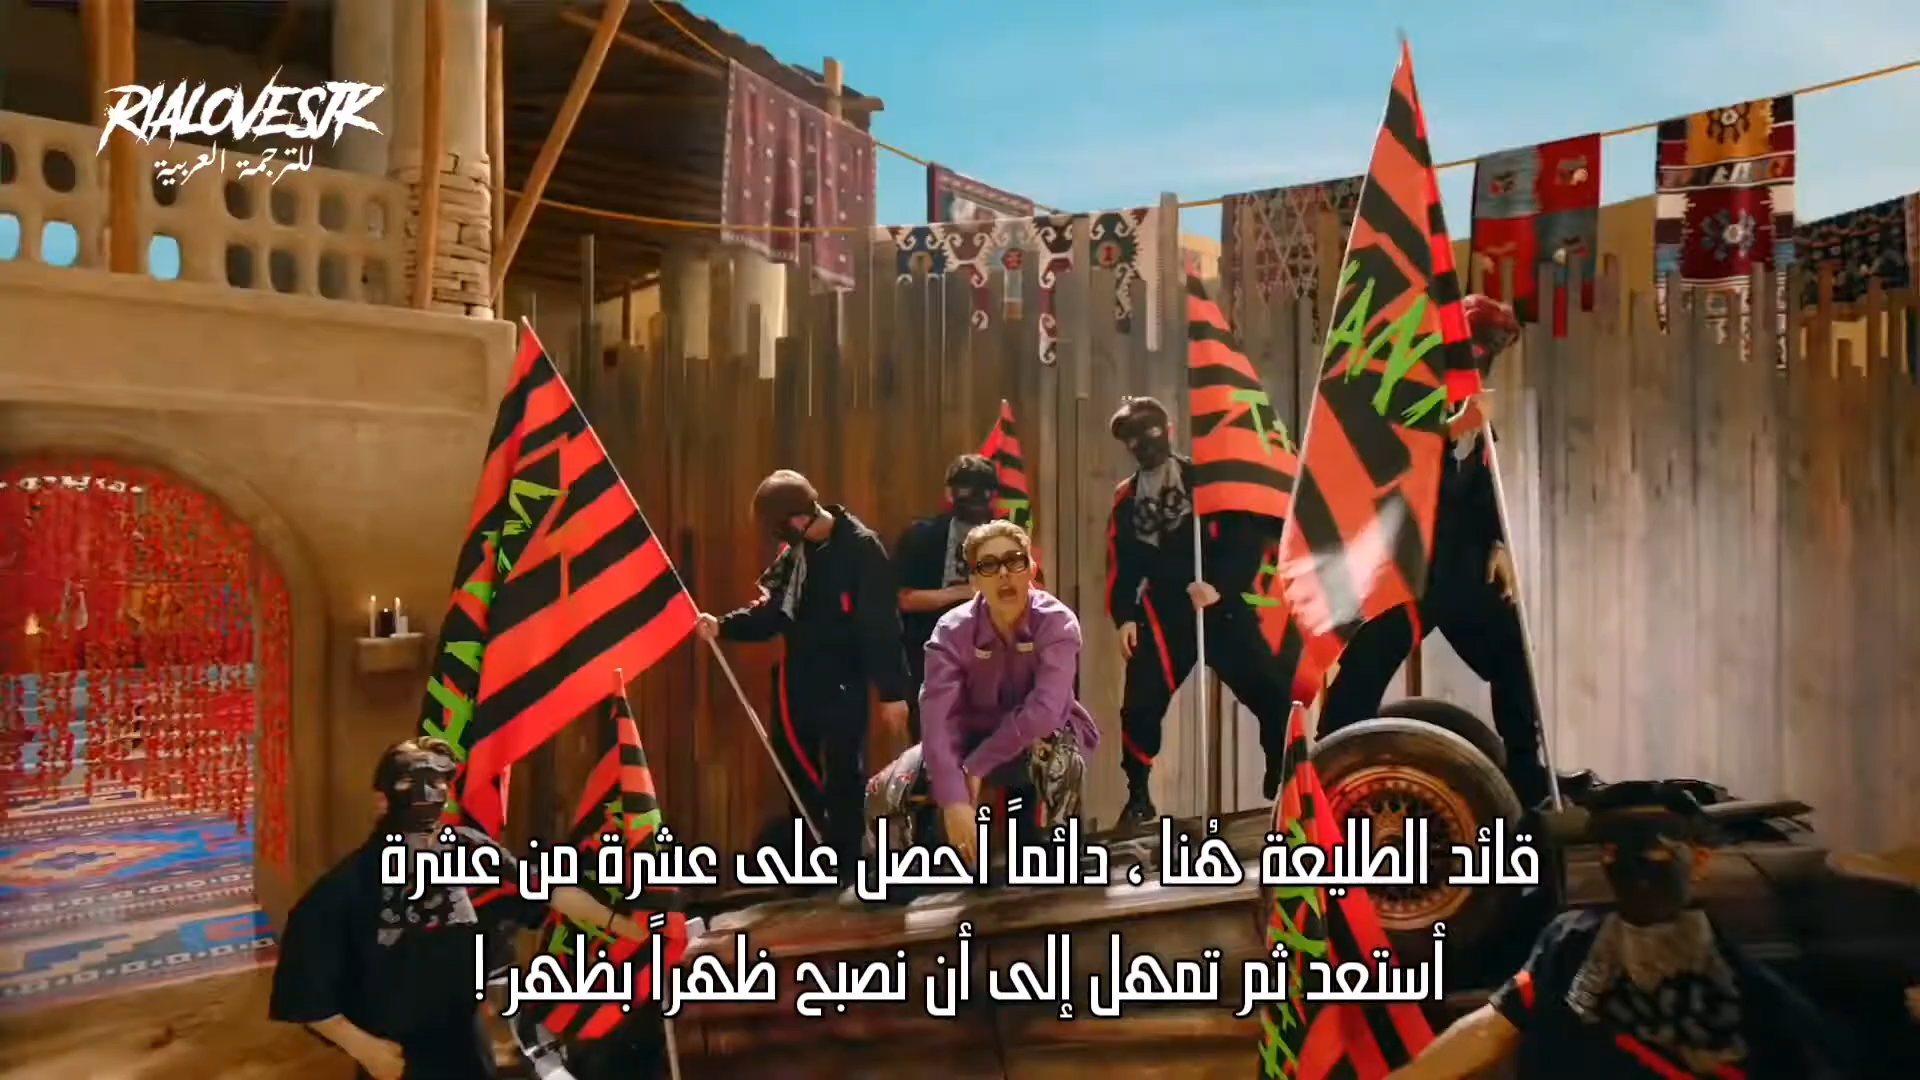 RIALOVESJK
للترجمة العربية
قائد الطليعة هُنا ، دائماً أحصل على عشرة من عشرة
أستعد ثم تمهل إلى أن نصبح ظهراً بظهر !